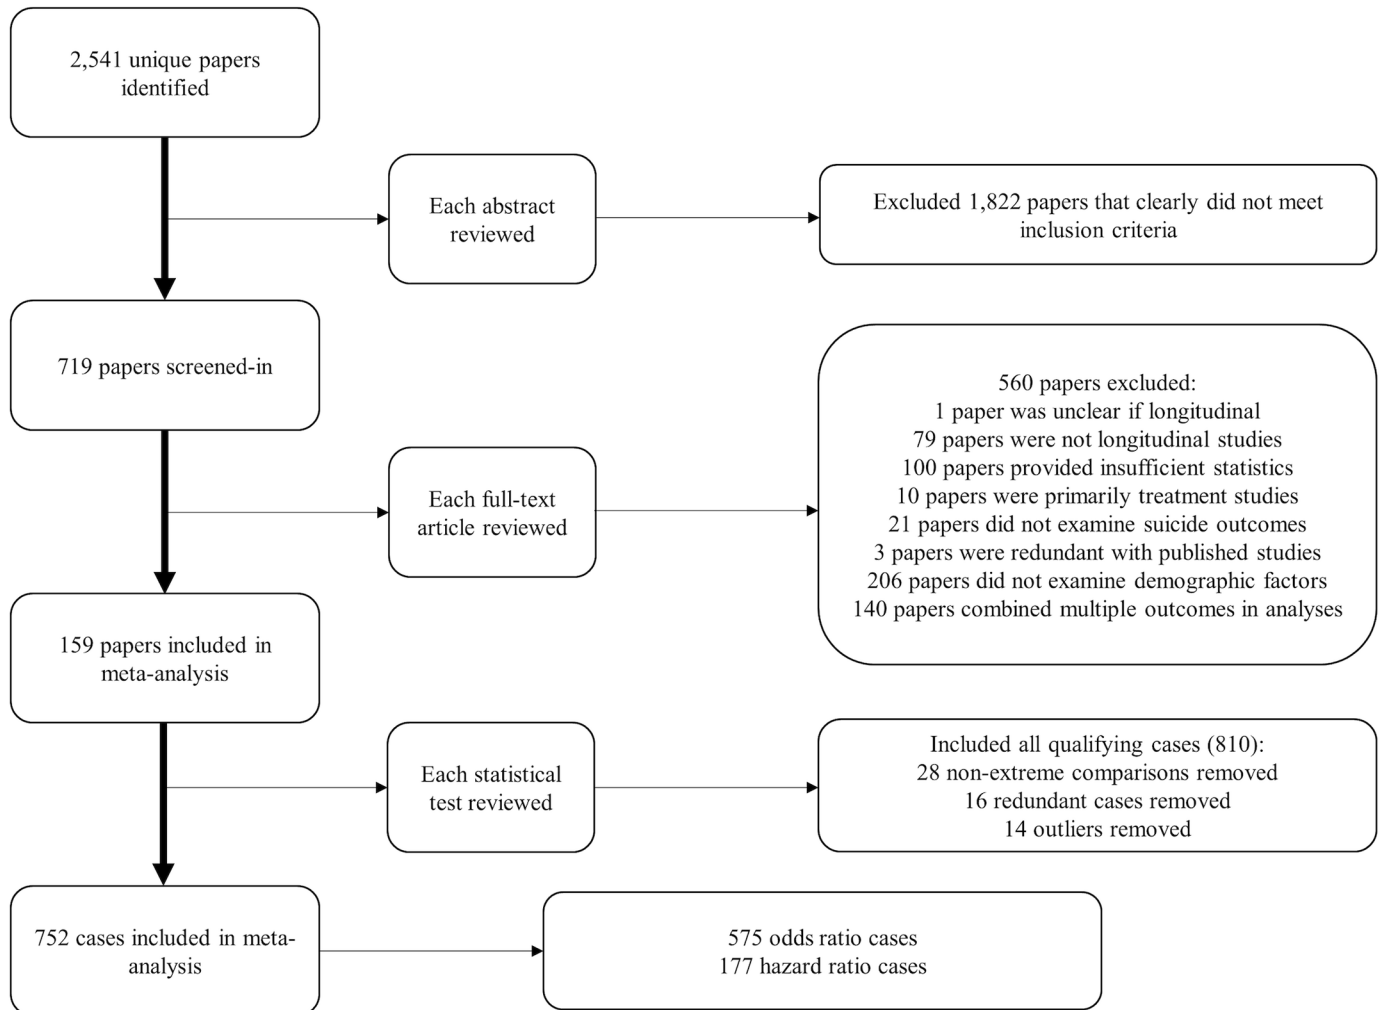 2,541 unique papers
identified
Each abstract
reviewed
Excluded 1,822 papers that clearly did not meet
inclusion criteria
719 papers screened-in
Each full-text
article reviewed
560 papers excluded:
1 paper was unclear if longitudinal
79 papers were not longitudinal studies
100 papers provided insufficient statistics
10 papers were primarily treatment studies
21 papers did not examine suicide outcomes
3 papers were redundant with published studies
206 papers did not examine demographic factors
140 papers combined multiple outcomes in analyses
159 papers included in
meta-analysis
Each statistical
test reviewed
Included all qualifying cases (810):
28 non-extreme comparisons removed
16 redundant cases removed
14 outliers removed
752 cases included in meta-
analysis
575 odds ratio cases
177 hazard ratio cases